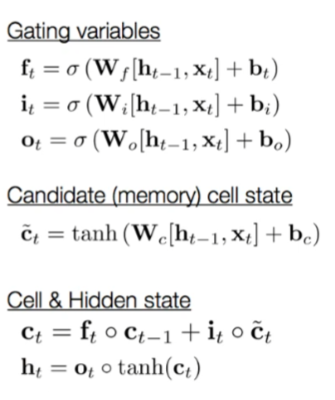 Gating variables
f_t = σ (W_f[h_{t−1}, x_t] + b_t)
i_t = σ (W_i[h_{t−1}, x_t] + b_i)
o_t = σ (W_o[h_{t−1}, x_t] + b_o)
Candidate (memory) cell state
c̃_t = tanh (W_c[h_{t−1}, x_t] + b_c)
Cell & Hidden state
c_t = f_t ∘ c_{t−1} + i_t ∘ c̃_t
h_t = o_t ∘ tanh(c_t)